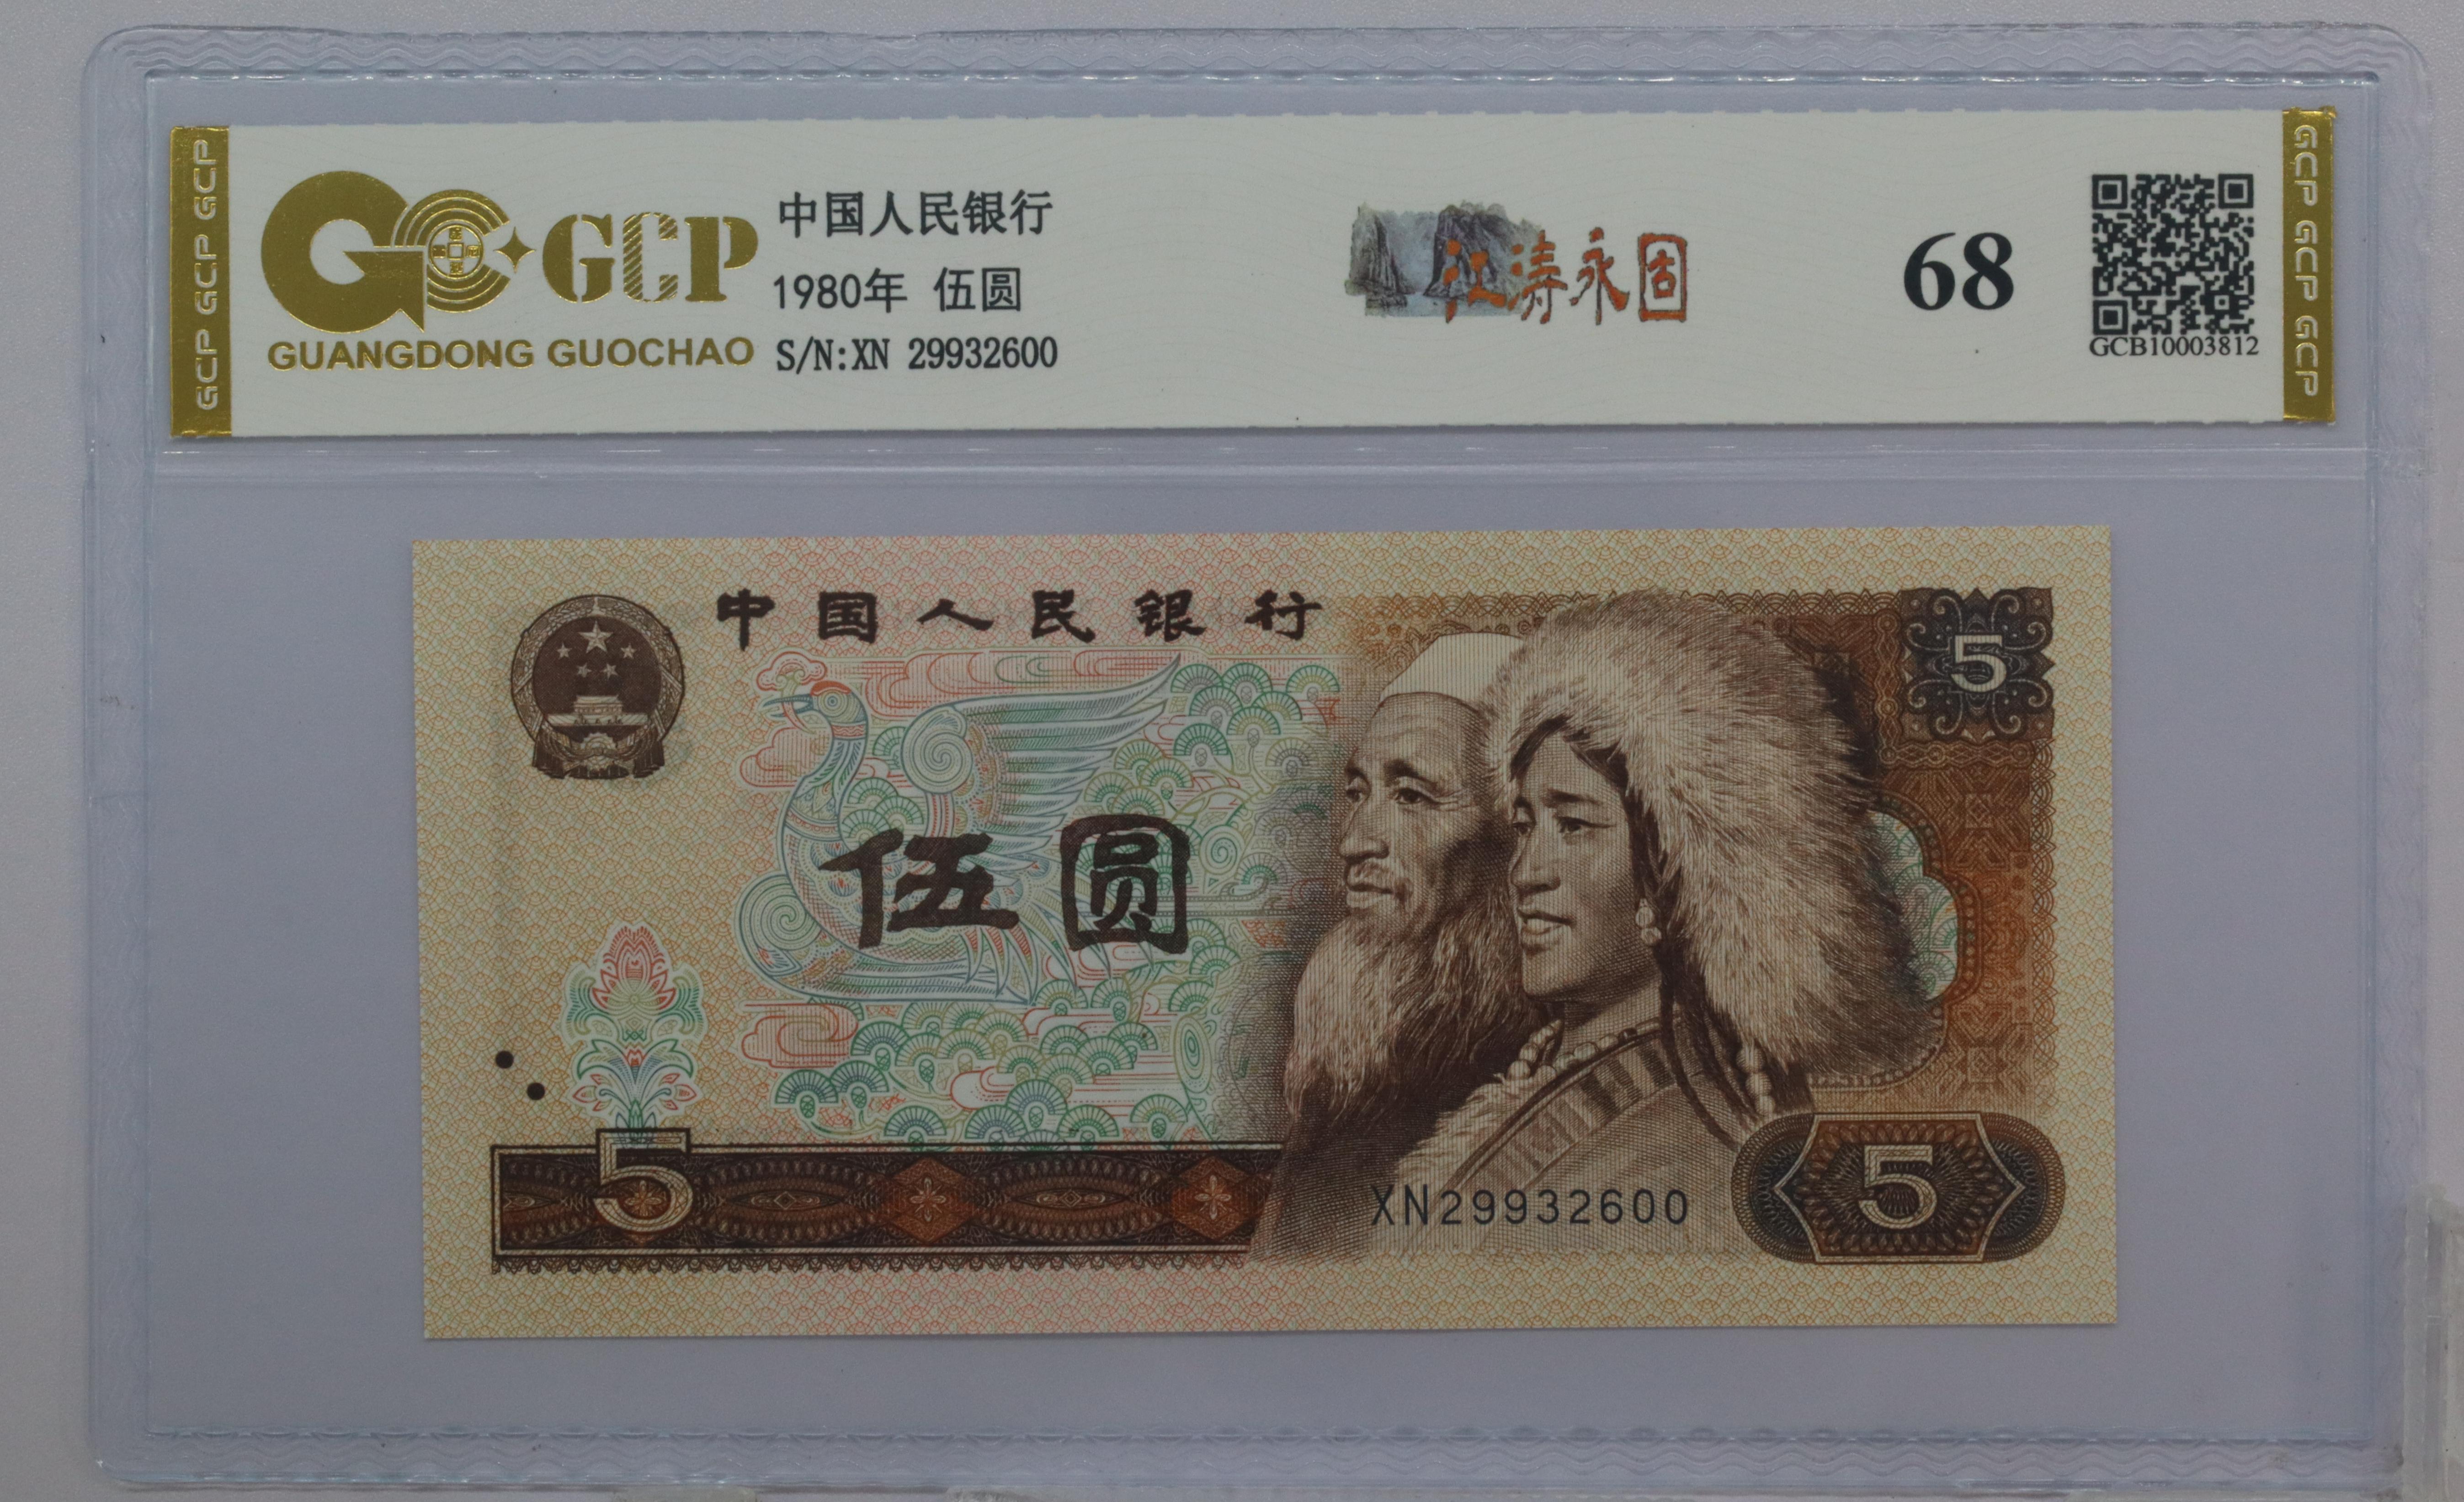 GCP GCP GCP
GCP
GUANGDONG GUOCHAO
中国人民银行
1980年 伍圆
S/N:XN 29932600
江涛永固
68
GCB10003812
GCP GCP GCP
中国人民银行
5
伍圆
5
XN29932600
5